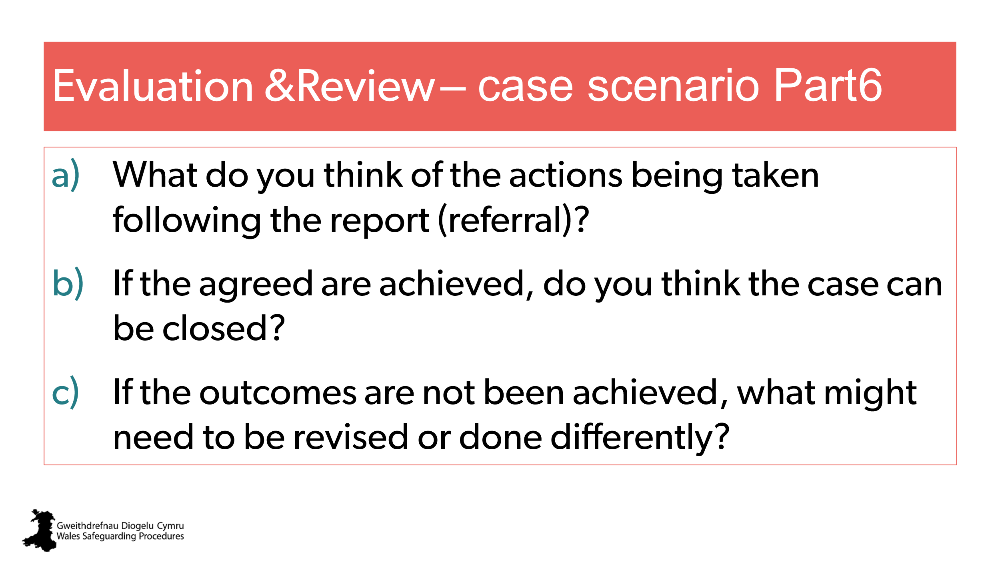 Evaluation &Review– case scenario Part6
a) What do you think of the actions being taken
following the report (referral)?
b) If the agreed are achieved, do you think the case can
be closed?
c) If the outcomes are not been achieved, what might
need to be revised or done differently?
Gweithdrefnau Diogelu Cymru
Wales Safeguarding Procedures